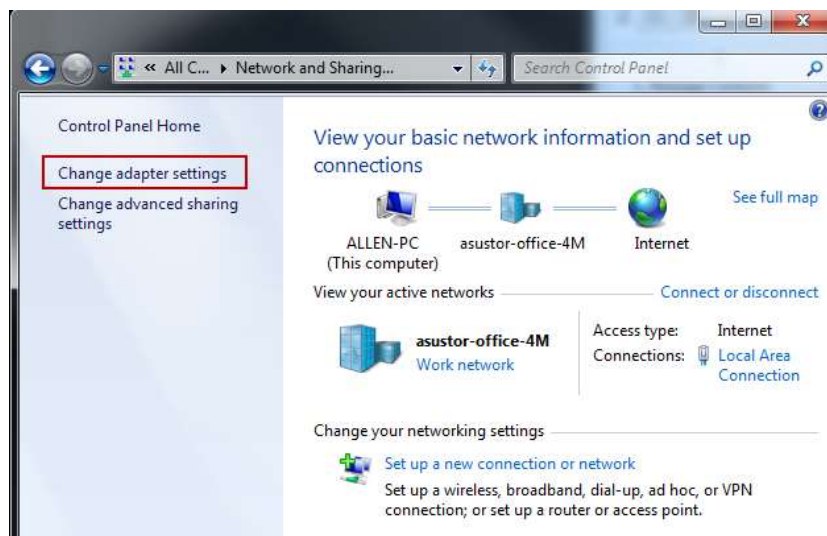 « All C... ▸ Network and Sharing...
Search Control Panel
Control Panel Home
Change adapter settings
Change advanced sharing
settings
View your basic network information and set up
connections
See full map
ALLEN-PC
(This computer)
asustor-office-4M
Internet
View your active networks
Connect or disconnect
asustor-office-4M
Work network
Access type: Internet
Connections: Local Area
Connection
Change your networking settings
Set up a new connection or network
Set up a wireless, broadband, dial-up, ad hoc, or VPN
connection; or set up a router or access point.